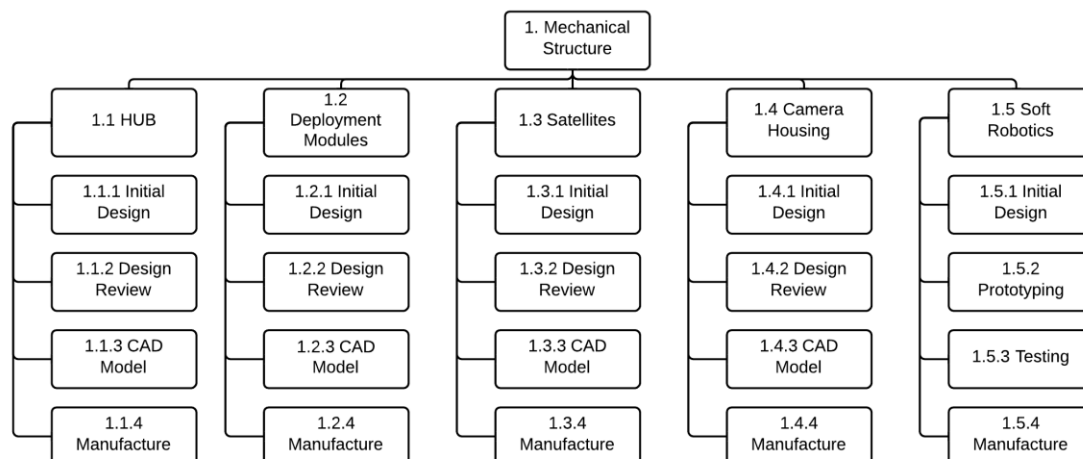 1. Mechanical
Structure
1.1 HUB
1.2
Deployment
Modules
1.3 Satellites
1.4 Camera
Housing
1.5 Soft
Robotics
1.1.1 Initial
Design
1.2.1 Initial
Design
1.3.1 Initial
Design
1.4.1 Initial
Design
1.5.1 Initial
Design
1.1.2 Design
Review
1.2.2 Design
Review
1.3.2 Design
Review
1.4.2 Design
Review
1.5.2
Prototyping
1.1.3 CAD
Model
1.2.3 CAD
Model
1.3.3 CAD
Model
1.4.3 CAD
Model
1.5.3 Testing
1.1.4
Manufacture
1.2.4
Manufacture
1.3.4
Manufacture
1.4.4
Manufacture
1.5.4
Manufacture